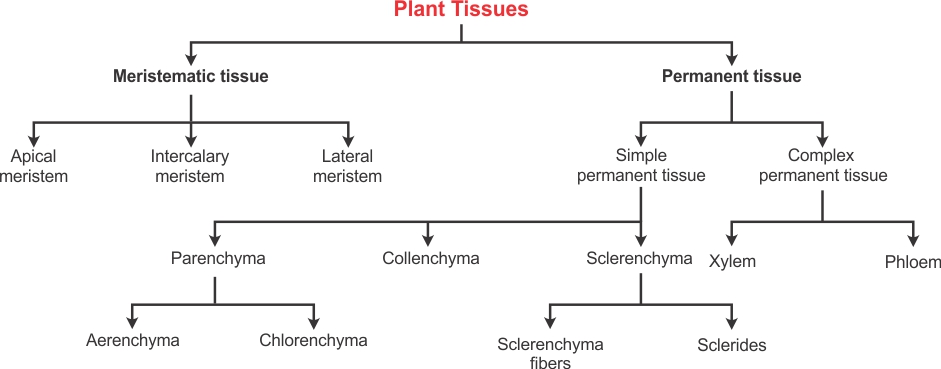 Plant Tissues
Meristematic tissue
Permanent tissue
Apical
meristem
Intercalary
meristem
Lateral
meristem
Simple
permanent tissue
Complex
permanent tissue
Parenchyma
Collenchyma
Sclerenchyma
Xylem
Phloem
Aerenchyma
Chlorenchyma
Sclerenchyma
fibers
Sclerides